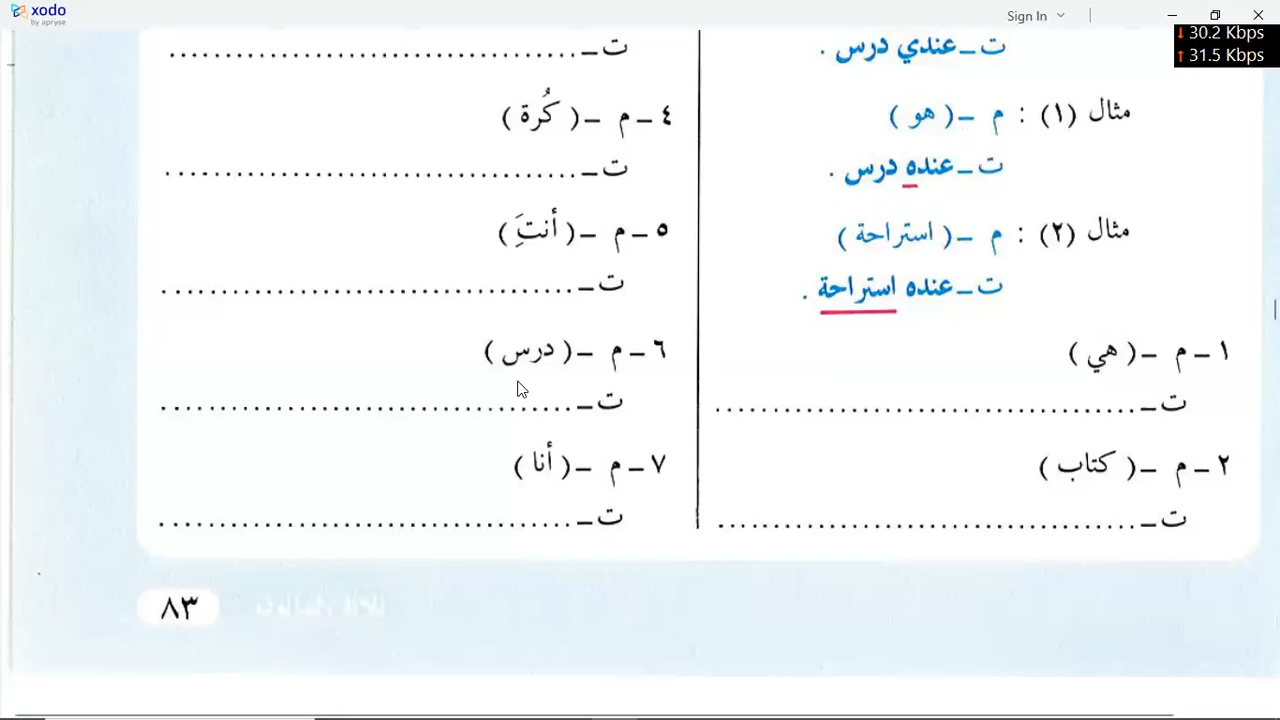 xodo
by apryse
Sign In
30.2 Kbps
31.5 Kbps
ت ـ عندي درس .
مثال (١) : م ـ ( هو )
ت ـ عنده درس .
مثال (٢) : م ـ ( استراحة )
ت ـ عنده استراحة .
١ ـ م ـ ( هي )
ت ـ ......................................
٢ ـ م ـ ( كتاب )
ت ـ ......................................
ت ـ ......................................
٤ ـ م ـ ( كُرة )
ت ـ ......................................
٥ ـ م ـ ( أنتَِ )
ت ـ ......................................
٦ ـ م ـ ( درس )
ت ـ ......................................
٧ ـ م ـ ( أنا )
ت ـ ......................................
٨٣